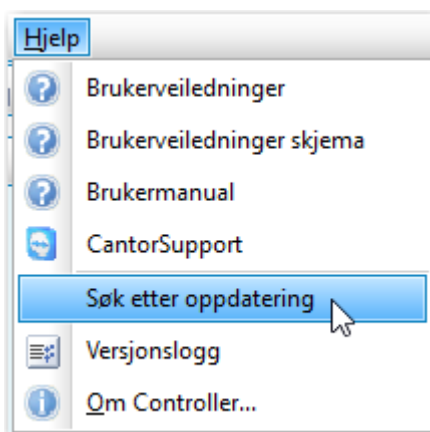 Hjelp
Brukerveiledninger
Brukerveiledninger skjema
Brukermanual
CantorSupport
Søk etter oppdatering
Versjonslogg
Om Controller...